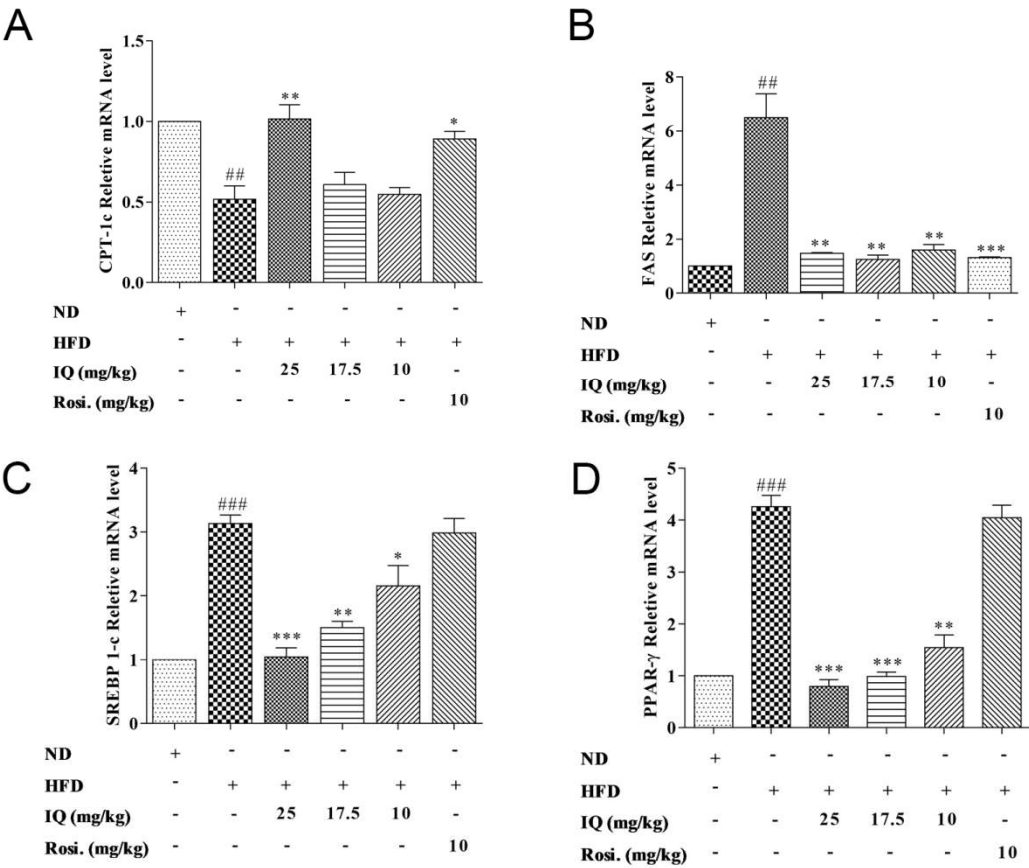 A
CPT-1c Reletive mRNA level
1.5
1.0
0.5
0.0
## ** *
ND + - - - - -
HFD - + + + + +
IQ (mg/kg) - - 25 17.5 10 -
Rosi. (mg/kg) - - - - - 10
B
FAS Reletive mRNA level
8
6
4
2
0
## ** ** ** ***
ND + - - - - -
HFD - + + + + +
IQ (mg/kg) - - 25 17.5 10 -
Rosi. (mg/kg) - - - - - 10
C
SREBP 1-c Reletive mRNA level
4
3
2
1
0
### *** ** *
ND + - - - - -
HFD - + + + + +
IQ (mg/kg) - - 25 17.5 10 -
Rosi. (mg/kg) - - - - - 10
D
PPAR-γ Reletive mRNA level
5
4
3
2
1
0
### *** *** **
ND + - - - - -
HFD - + + + + +
IQ (mg/kg) - - 25 17.5 10 -
Rosi. (mg/kg) - - - - - 10